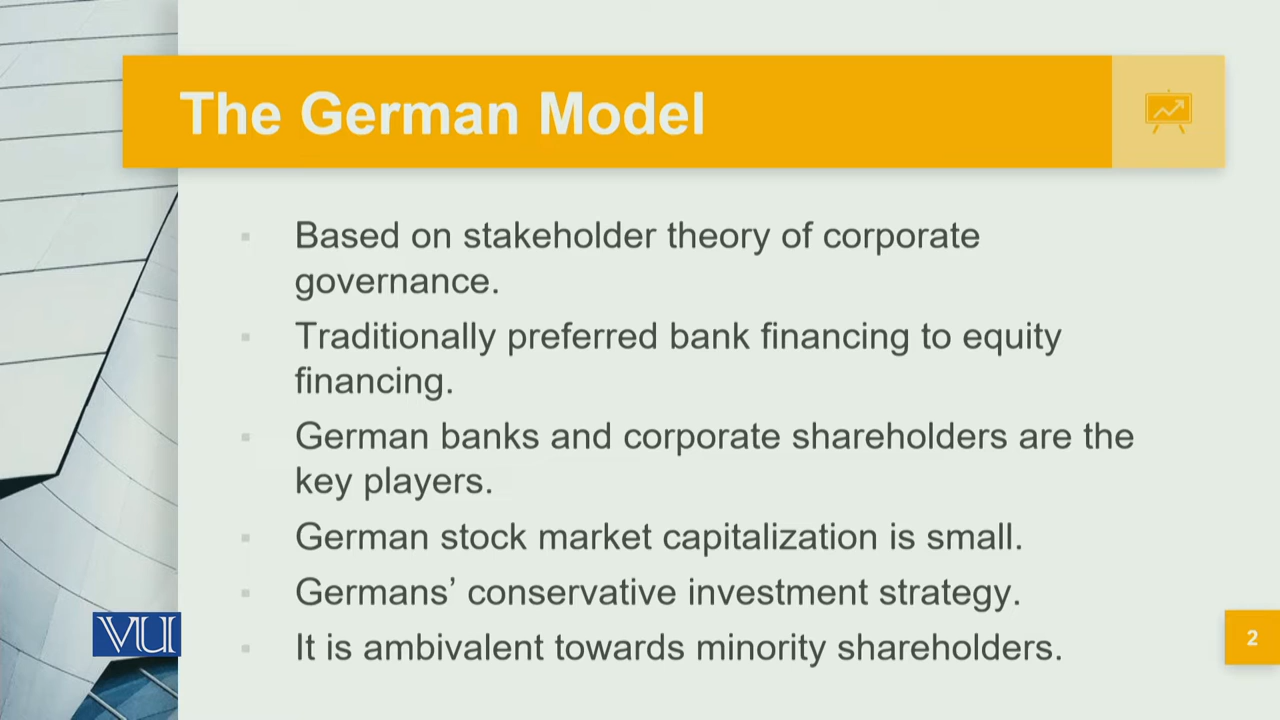 The German Model
Based on stakeholder theory of corporate
governance.
Traditionally preferred bank financing to equity
financing.
German banks and corporate shareholders are the
key players.
German stock market capitalization is small.
Germans’ conservative investment strategy.
It is ambivalent towards minority shareholders.
VU
2